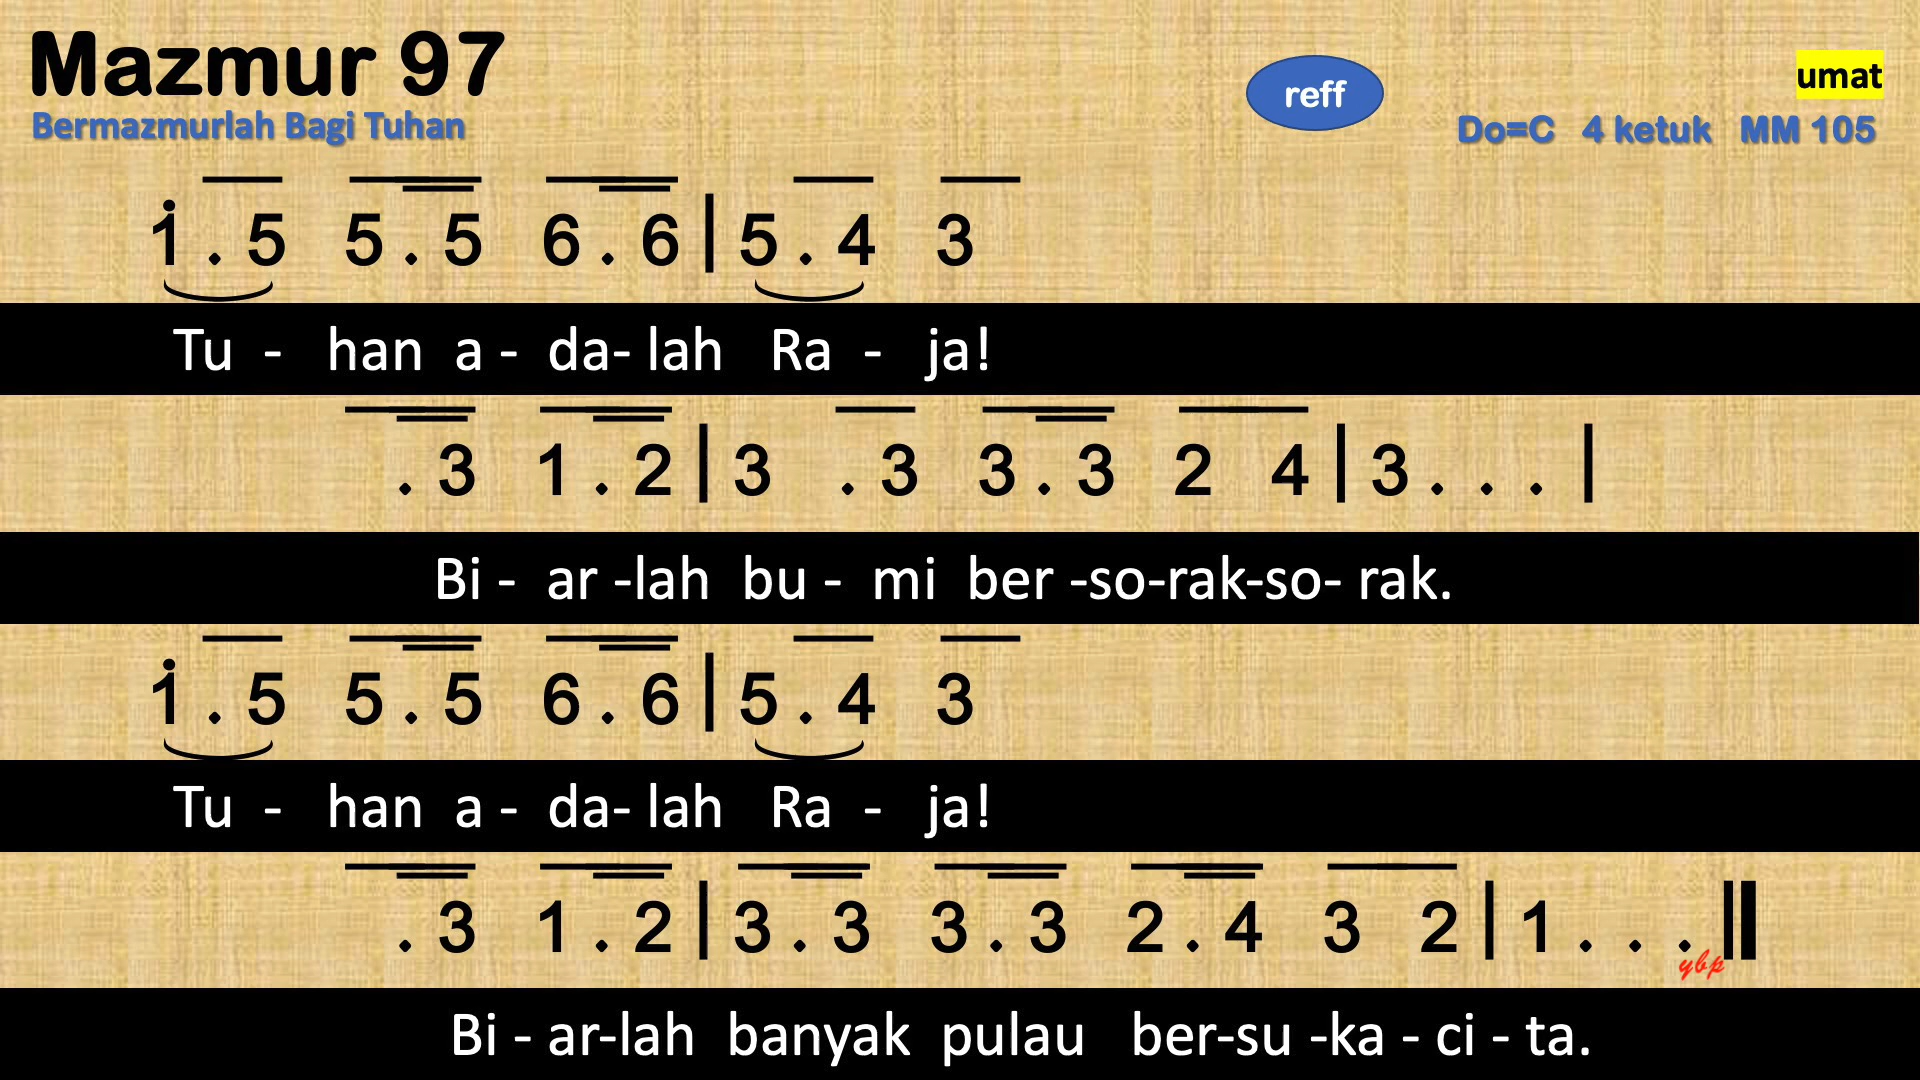 Mazmur 97
Bermazmurlah Bagi Tuhan
reff
umat
Do=C 4 ketuk MM 105
1̇ . 5 5 . 5 6 . 6 | 5 . 4 3
Tu - han a - da- lah Ra - ja!
. 3 1 . 2 | 3 . 3 3 . 3 2 4 | 3 . . . |
Bi - ar -lah bu - mi ber -so-rak-so- rak.
1̇ . 5 5 . 5 6 . 6 | 5 . 4 3
Tu - han a - da- lah Ra - ja!
. 3 1 . 2 | 3 . 3 3 . 3 2 . 4 3 2 | 1 . . . ||
ybp
Bi - ar-lah banyak pulau ber-su -ka - ci - ta.